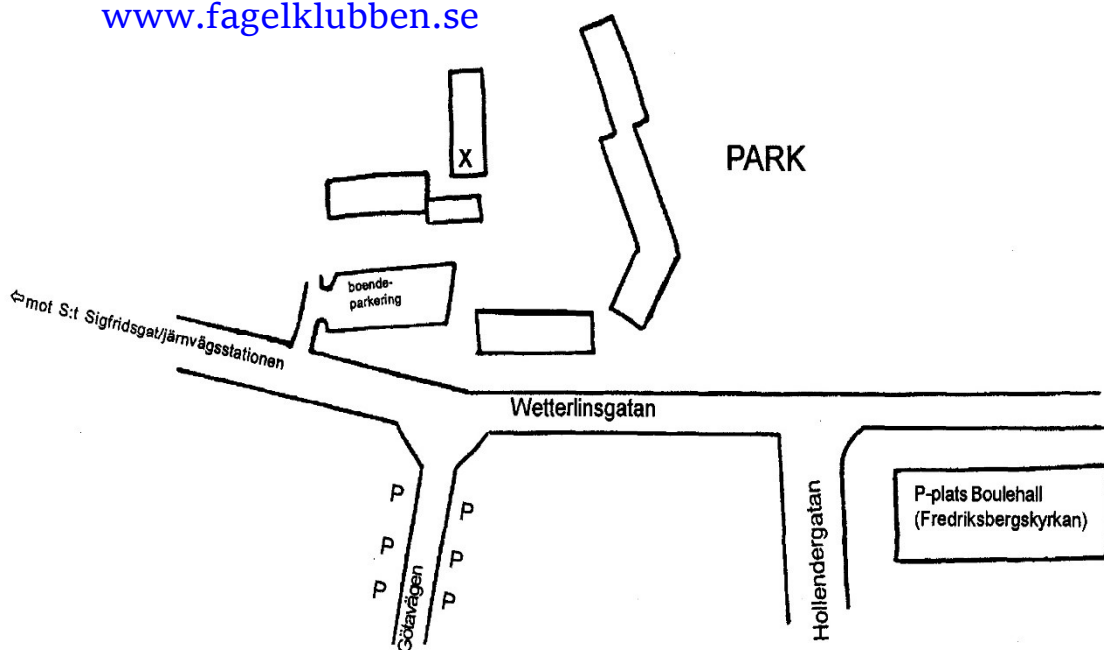 www.fagelklubben.se
X
PARK
boende-
parkering
⇦mot S:t Sigfridsgat/järnvägsstationen
Wetterlinsgatan
P
P
P
P
P
P
Götavägen
Hollendergatan
P-plats Boulehall
(Fredriksbergskyrkan)